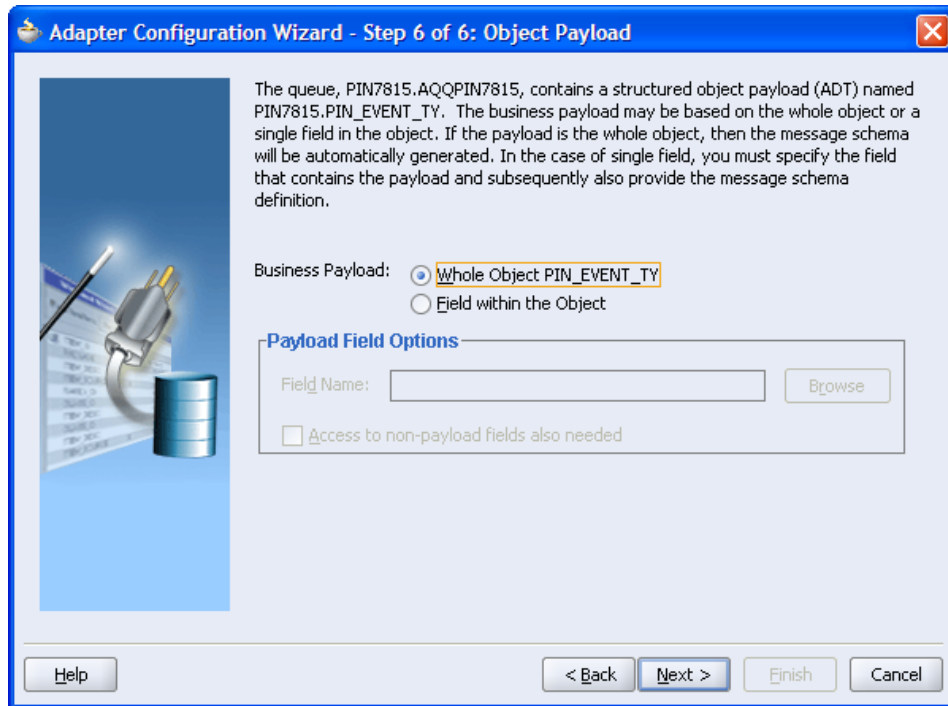 Adapter Configuration Wizard - Step 6 of 6: Object Payload
The queue, PIN7815.AQQPIN7815, contains a structured object payload (ADT) named
PIN7815.PIN_EVENT_TY. The business payload may be based on the whole object or a
single field in the object. If the payload is the whole object, then the message schema
will be automatically generated. In the case of single field, you must specify the field
that contains the payload and subsequently also provide the message schema
definition.
Business Payload:
Whole Object PIN_EVENT_TY
Field within the Object
Payload Field Options
Field Name:
Browse
Access to non-payload fields also needed
Help
< Back
Next >
Finish
Cancel